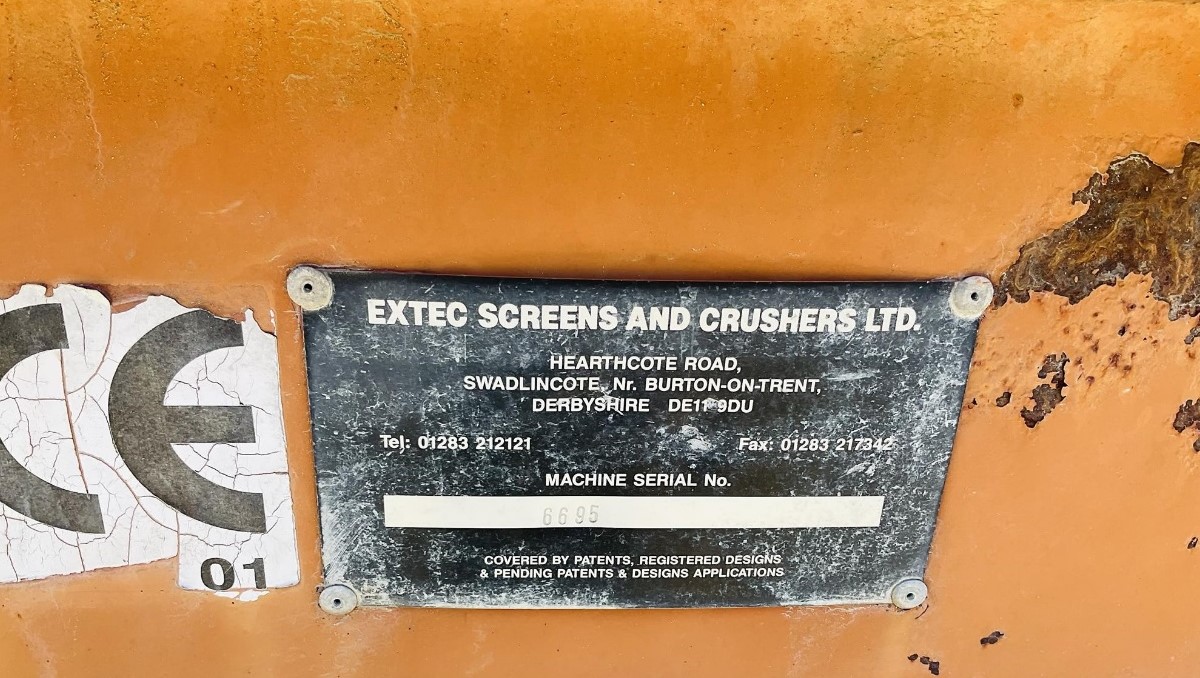 EXTEC SCREENS AND CRUSHERS LTD.
HEARTHCOTE ROAD,
SWADLINCOTE, Nr. BURTON-ON-TRENT,
DERBYSHIRE DE11 9DU
Tel: 01283 212121 Fax: 01283 217342
MACHINE SERIAL No.
6695
COVERED BY PATENTS, REGISTERED DESIGNS
& PENDING PATENTS & DESIGNS APPLICATIONS
CE
01